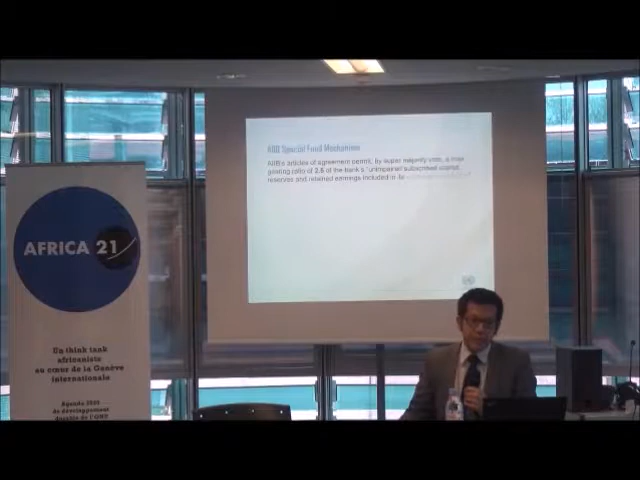 AIIB Special Fund Mechanism
AIIB's articles of agreement permit, by super majority vote, a max
gearing ratio of 2.5 of the bank's "unimpaired subscribed capital,
reserves and retained earnings included in its
AFRICA 21
Un think tank
africaniste
au cœur de la Genève
internationale
Agenda 2030
de développement
durable de l'ONU